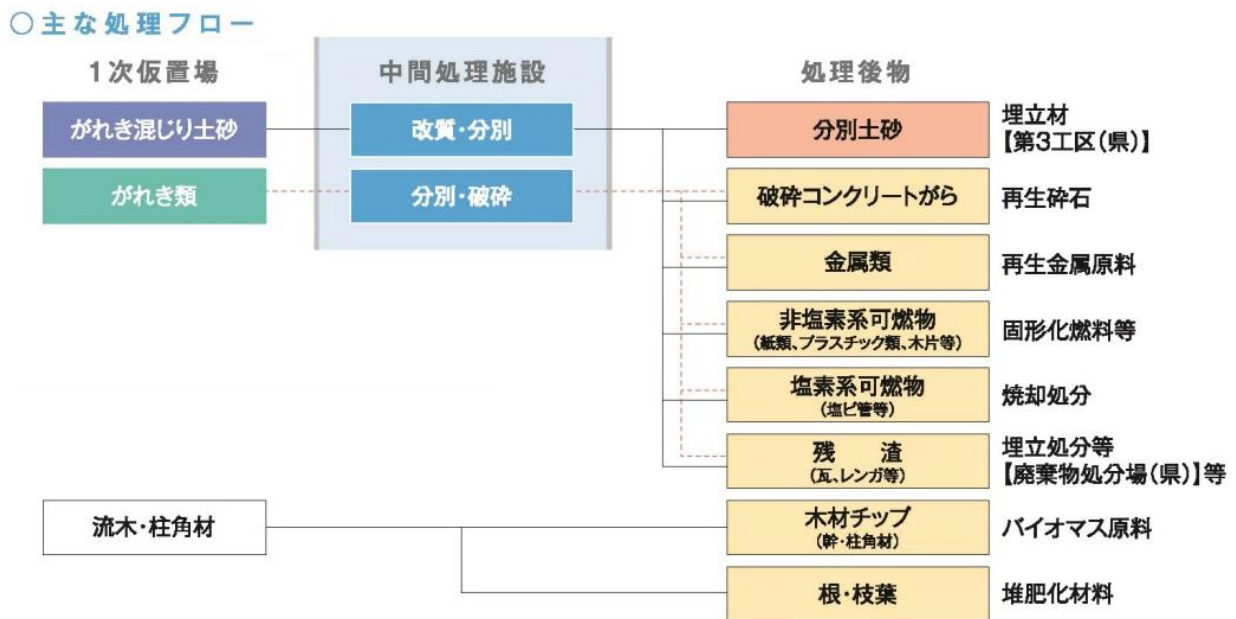 ○主な処理フロー
1次仮置場
中間処理施設
処理後物
がれき混じり土砂
改質・分別
分別土砂
埋立材
【第3工区(県)】
がれき類
分別・破砕
破砕コンクリートがら
再生砕石
金属類
再生金属原料
非塩素系可燃物
(紙類、プラスチック類、木片等)
固形化燃料等
塩素系可燃物
(塩ビ管等)
焼却処分
残　渣
(瓦、レンガ等)
埋立処分等
【廃棄物処分場(県)】等
流木・柱角材
木材チップ
(幹・柱角材)
バイオマス原料
根・枝葉
堆肥化材料